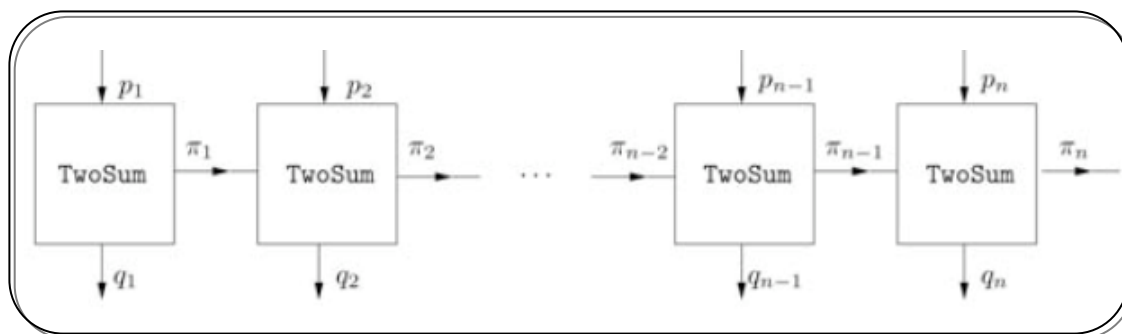 p₁ p₂ pₙ₋₁ pₙ
π₁ π₂ ⋯ πₙ₋₂ πₙ₋₁ πₙ
TwoSum TwoSum TwoSum TwoSum
q₁ q₂ qₙ₋₁ qₙ